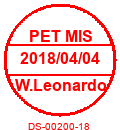 PET MIS
2018/04/04
W.Leonardo
DS-00200-18